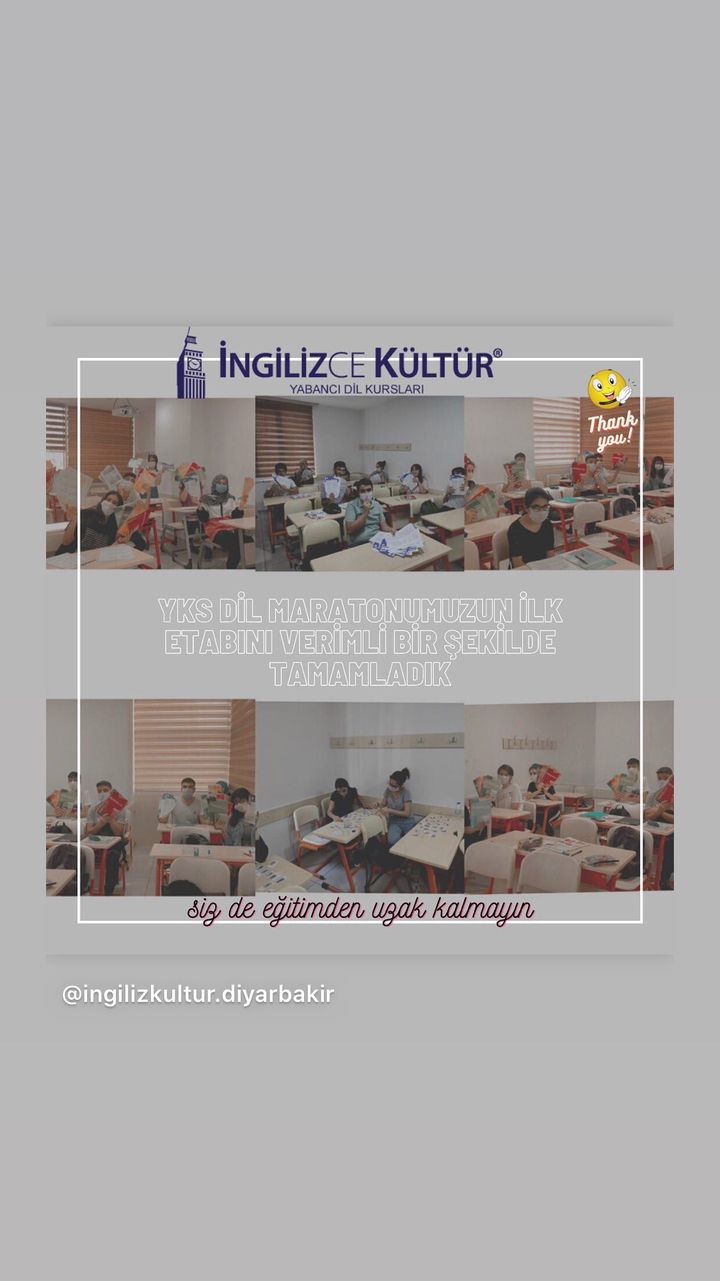 İNGİLİZCE KÜLTÜR®
YABANCI DİL KURSLARI
Thank
you!
YKS DİL MARATONUMUZUN İLK
ETABINI VERİMLİ BİR ŞEKİLDE
TAMAMLADIK
siz de eğitimden uzak kalmayın
@ingilizkultur.diyarbakir